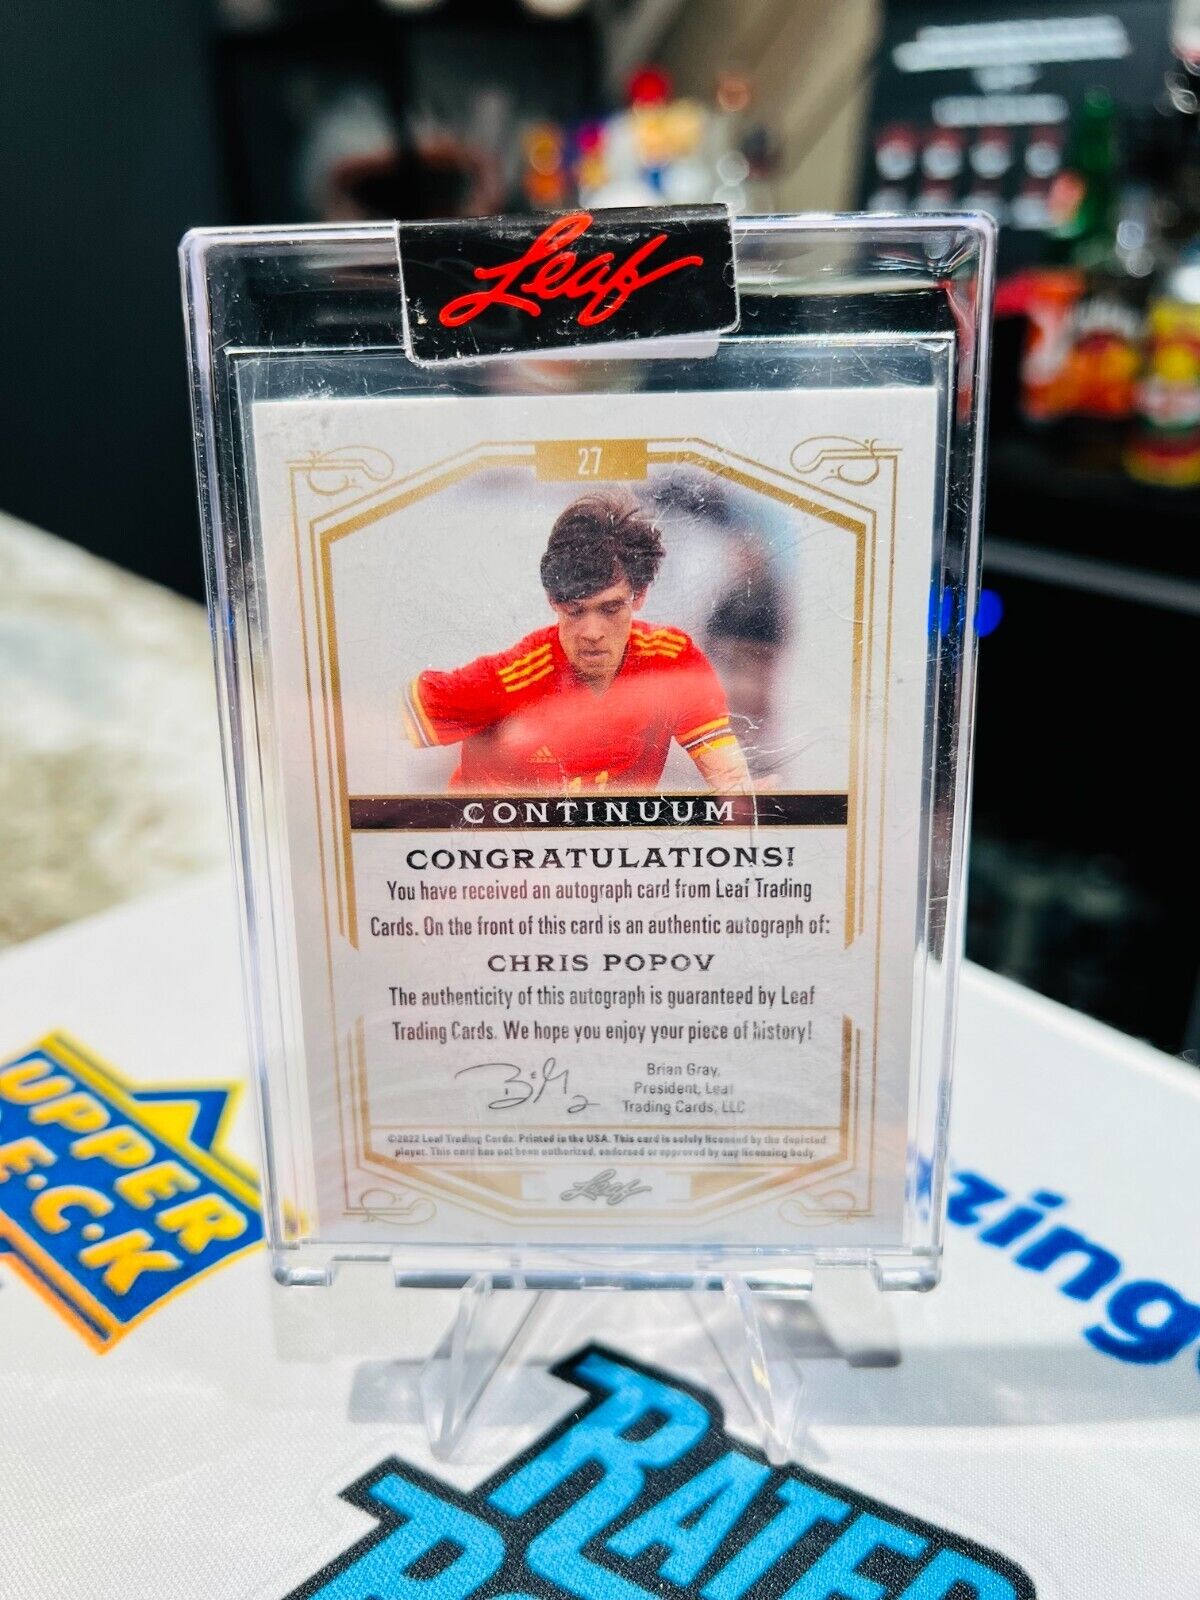 Leaf
27
11
CONTINUUM
CONGRATULATIONS!
You have received an autograph card from Leaf Trading
Cards. On the front of this card is an authentic autograph of:
CHRIS POPOV
The authenticity of this autograph is guaranteed by Leaf
Trading Cards. We hope you enjoy your piece of history!
Brian Gray,
President, Leaf
Trading Cards, LLC
©2022 Leaf Trading Cards. Printed in the USA. This card is solely licensed by the depicted
player. This card has not been authorized, endorsed or approved by any licensing body.
Leaf
UPPER
D.E.C.K
zing
RATED